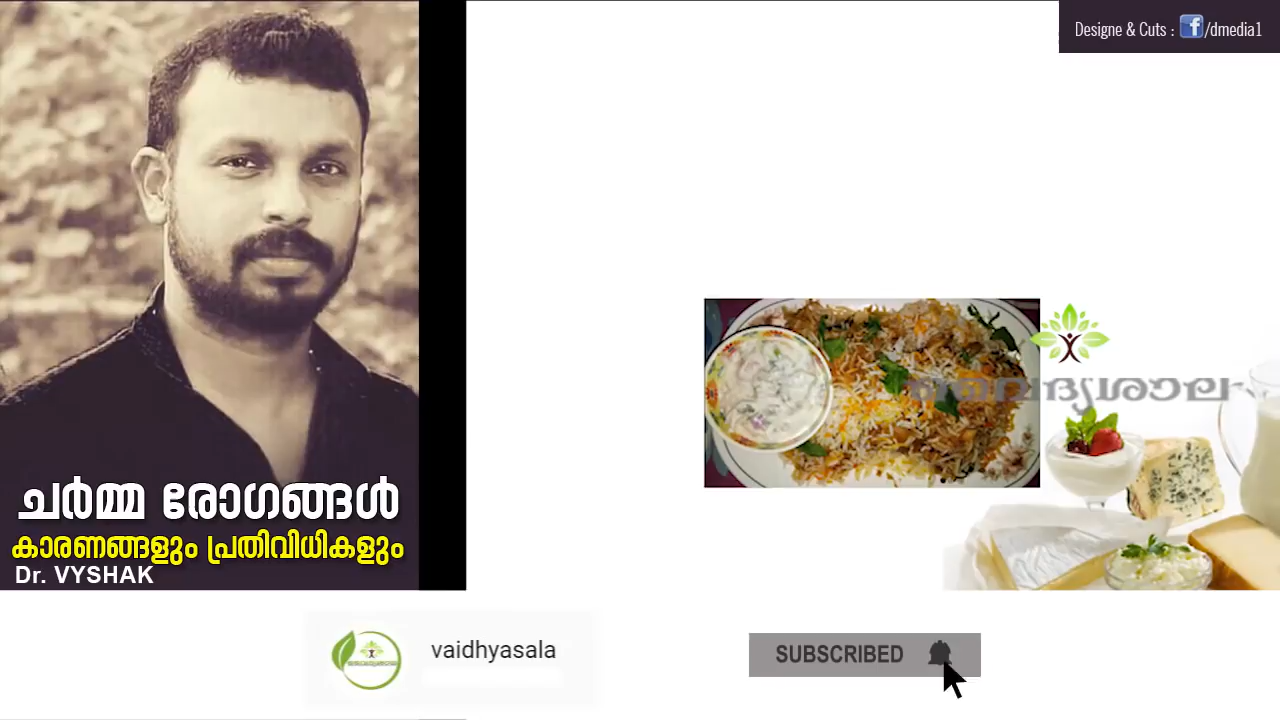 Designe & Cuts : f/dmedia1
വൈദ്യശാല
ചർമ്മ രോഗങ്ങൾ
കാരണങ്ങളും പ്രതിവിധികളും
Dr. VYSHAK
vaidhyasala
SUBSCRIBED